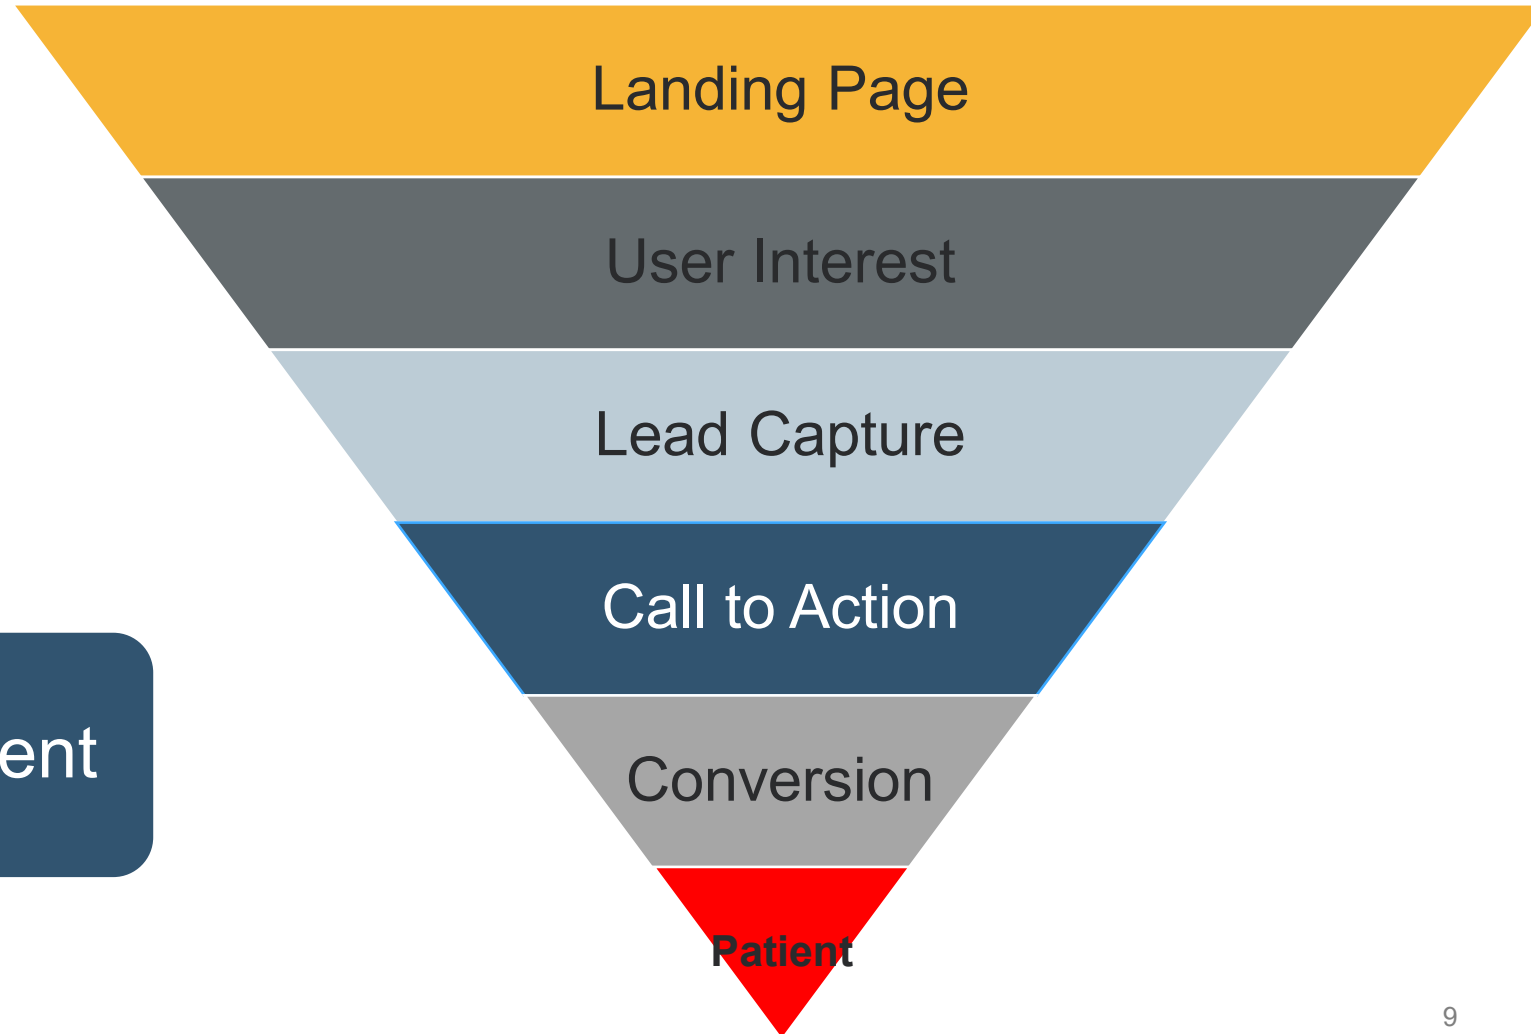 Landing Page
User Interest
Lead Capture
Call to Action
ent
Conversion
Patient
9